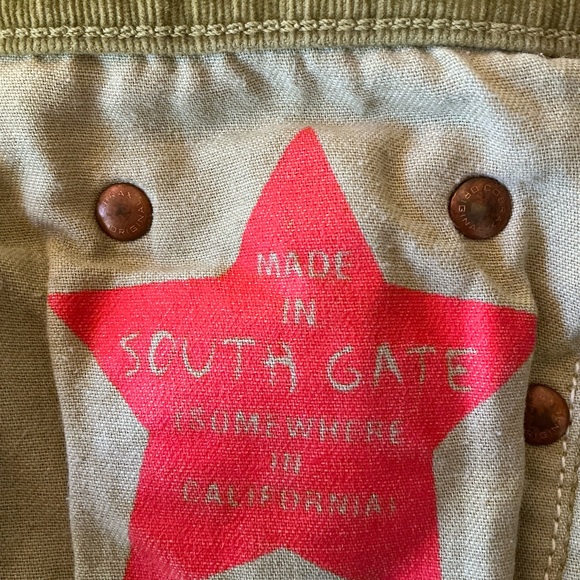 MADE
IN
SOUTH GATE
(SOMEWHERE
IN
CALIFORNIA)